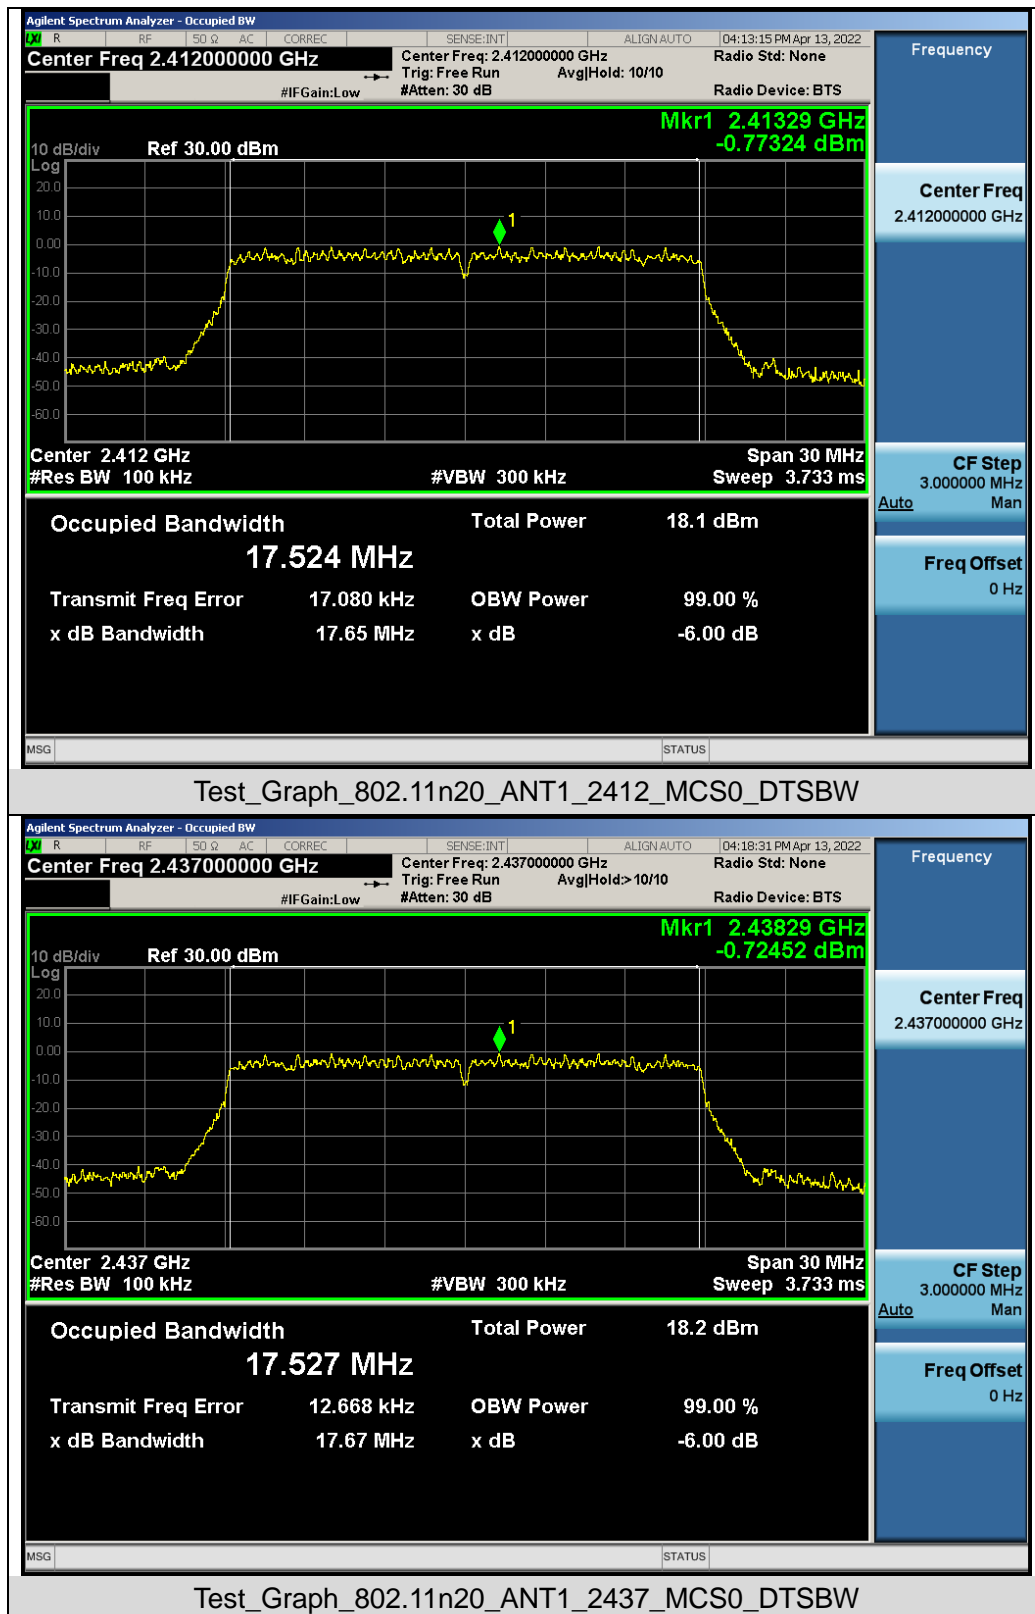 Agilent Spectrum Analyzer - Occupied BW
LXI R RF 50 Ω AC CORREC SENSE:INT ALIGN AUTO 04:13:15 PM Apr 13, 2022
Center Freq 2.412000000 GHz
Center Freq: 2.412000000 GHz Radio Std: None
Trig: Free Run Avg|Hold: 10/10
#IFGain:Low #Atten: 30 dB Radio Device: BTS
Frequency
Mkr1 2.41329 GHz
-0.77324 dBm
10 dB/div Ref 30.00 dBm
Log
20.0
10.0
0.00
-10.0
-20.0
-30.0
-40.0
-50.0
-60.0
1
Center Freq
2.412000000 GHz
Center 2.412 GHz Span 30 MHz
#Res BW 100 kHz #VBW 300 kHz Sweep 3.733 ms
CF Step
3.000000 MHz
Auto Man
Occupied Bandwidth Total Power 18.1 dBm
17.524 MHz
Transmit Freq Error 17.080 kHz OBW Power 99.00 %
x dB Bandwidth 17.65 MHz x dB -6.00 dB
Freq Offset
0 Hz
MSG STATUS
Test_Graph_802.11n20_ANT1_2412_MCS0_DTSBW
Agilent Spectrum Analyzer - Occupied BW
LXI R RF 50 Ω AC CORREC SENSE:INT ALIGN AUTO 04:18:31 PM Apr 13, 2022
Center Freq 2.437000000 GHz
Center Freq: 2.437000000 GHz Radio Std: None
Trig: Free Run Avg|Hold:> 10/10
#IFGain:Low #Atten: 30 dB Radio Device: BTS
Frequency
Mkr1 2.43829 GHz
-0.72452 dBm
10 dB/div Ref 30.00 dBm
Log
20.0
10.0
0.00
-10.0
-20.0
-30.0
-40.0
-50.0
-60.0
1
Center Freq
2.437000000 GHz
Center 2.437 GHz Span 30 MHz
#Res BW 100 kHz #VBW 300 kHz Sweep 3.733 ms
CF Step
3.000000 MHz
Auto Man
Occupied Bandwidth Total Power 18.2 dBm
17.527 MHz
Transmit Freq Error 12.668 kHz OBW Power 99.00 %
x dB Bandwidth 17.67 MHz x dB -6.00 dB
Freq Offset
0 Hz
MSG STATUS
Test_Graph_802.11n20_ANT1_2437_MCS0_DTSBW